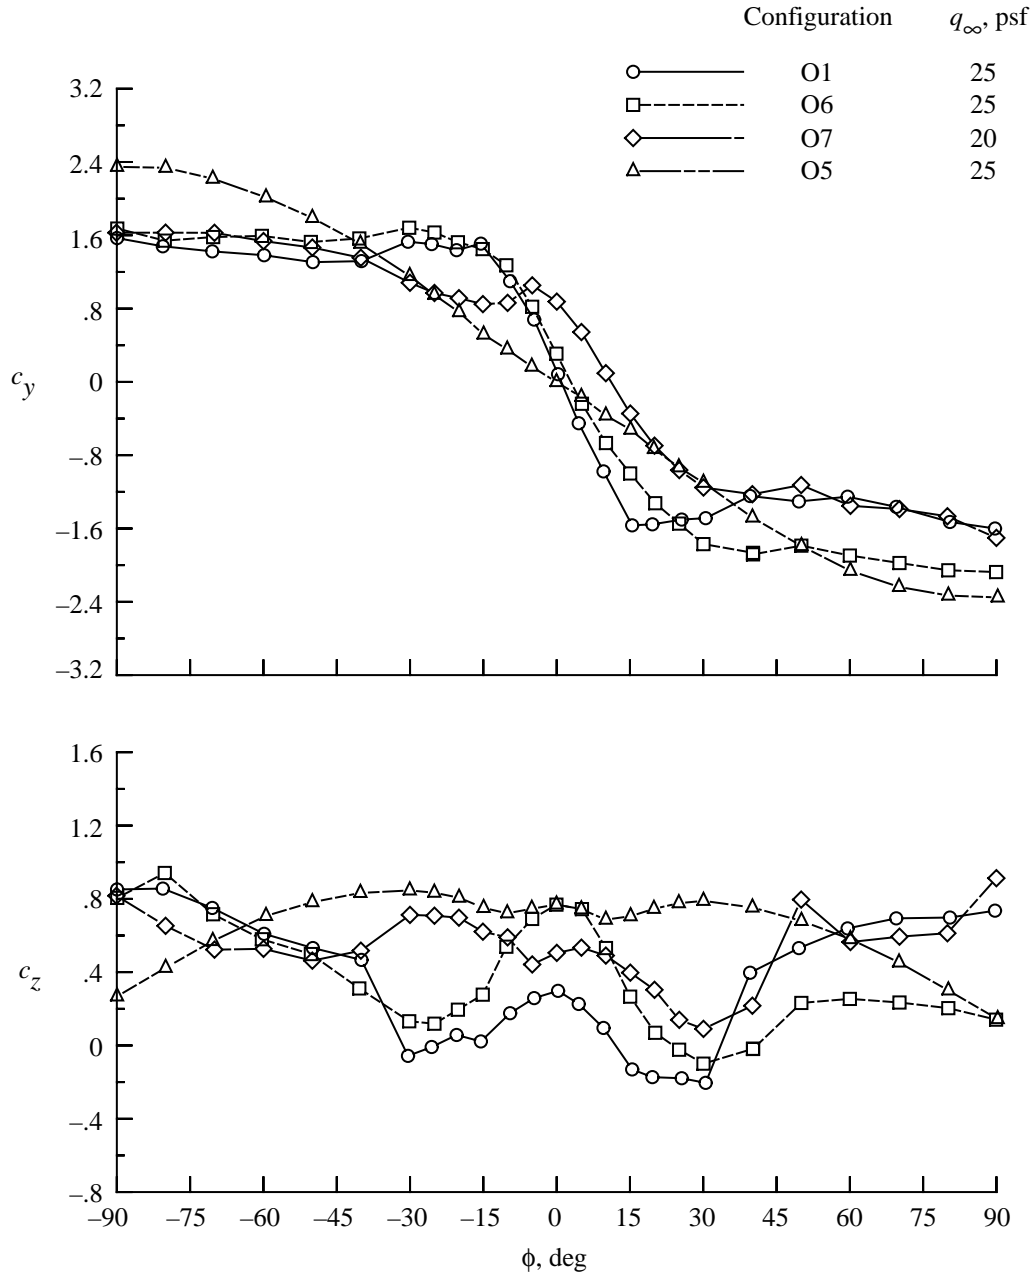 Configuration q∞, psf
O1 25
O6 25
O7 20
O5 25
3.2
2.4
1.6
.8
0
–.8
–1.6
–2.4
–3.2
cy
1.6
1.2
.8
.4
0
–.4
–.8
cz
–90 –75 –60 –45 –30 –15 0 15 30 45 60 75 90
ϕ, deg